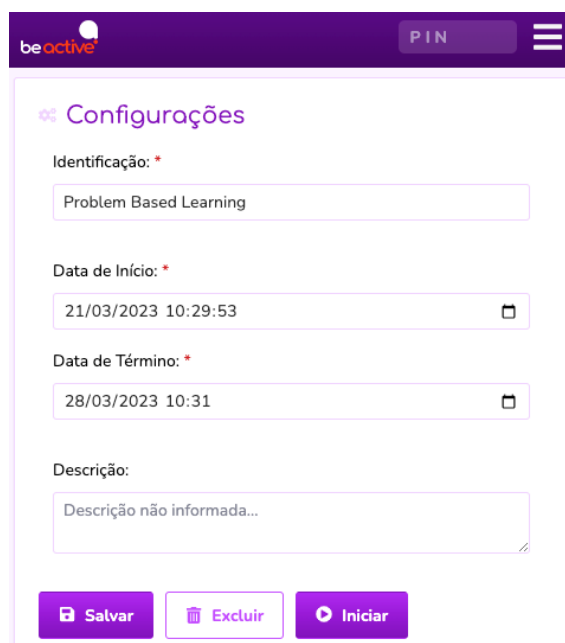 beactive
PIN
Configurações
Identificação: *
Problem Based Learning
Data de Início: *
21/03/2023 10:29:53
Data de Término: *
28/03/2023 10:31
Descrição:
Descrição não informada...
Salvar
Excluir
Iniciar